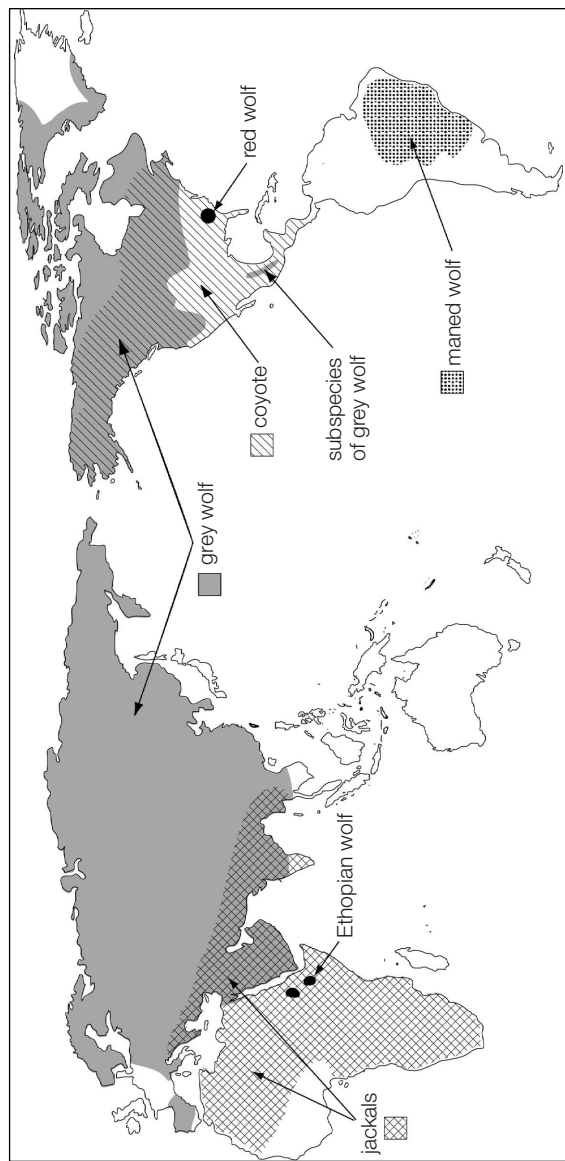 jackals
Ethopian wolf
grey wolf
coyote
subspecies
of grey wolf
red wolf
maned wolf